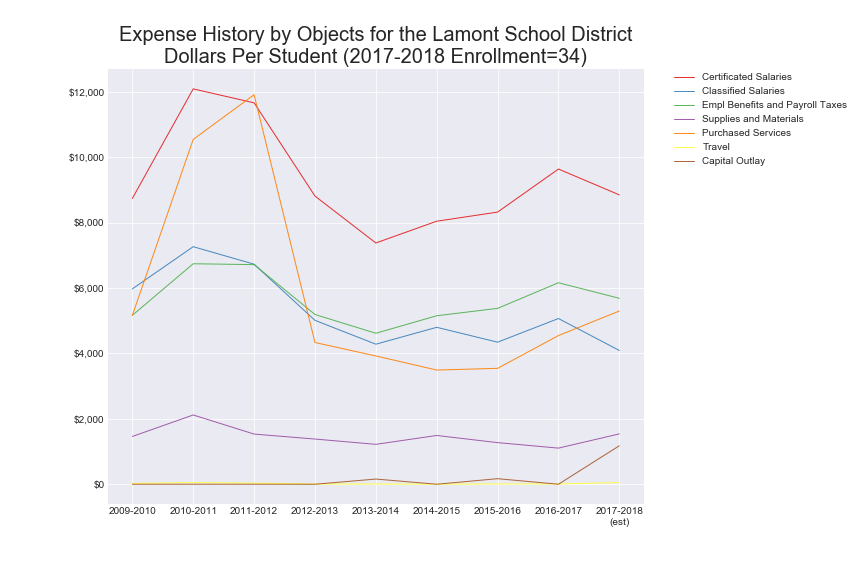 Expense History by Objects for the Lamont School District
Dollars Per Student (2017-2018 Enrollment=34)
Certificated Salaries
Classified Salaries
Empl Benefits and Payroll Taxes
Supplies and Materials
Purchased Services
Travel
Capital Outlay
$12,000
$10,000
$8,000
$6,000
$4,000
$2,000
$0
2009-2010 2010-2011 2011-2012 2012-2013 2013-2014 2014-2015 2015-2016 2016-2017 2017-2018
(est)